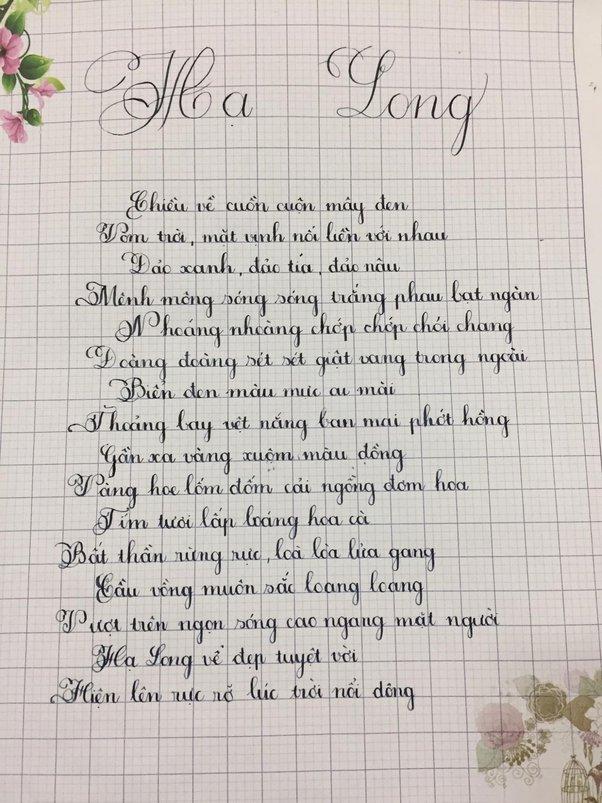 Hạ Long
Chiều về cuồn cuộn mây đen
Vòm trời, mặt vịnh nối liền với nhau
Đảo xanh, đảo tía, đảo nâu
Mênh mông sóng sóng trắng phau bạt ngàn
Nhoáng nhoàng chớp chớp chói chang
Đoàng đoàng sét sét giật vang trong ngoài
Biển đen màu mực ai mài
Thoảng bay vệt nắng ban mai phớt hồng
Gần xa vàng xuộm màu đồng
Vàng hoe lốm đốm cải ngồng đơm hoa
Tím tươi lấp loáng hoa cà
Bất thần rừng rực, loà lòa lửa gang
Cầu vồng muôn sắc loang loang
Vượt trên ngọn sóng cao ngang mặt người
Hạ Long vẻ đẹp tuyệt vời
Hiện lên rực rỡ lúc trời nổi dông